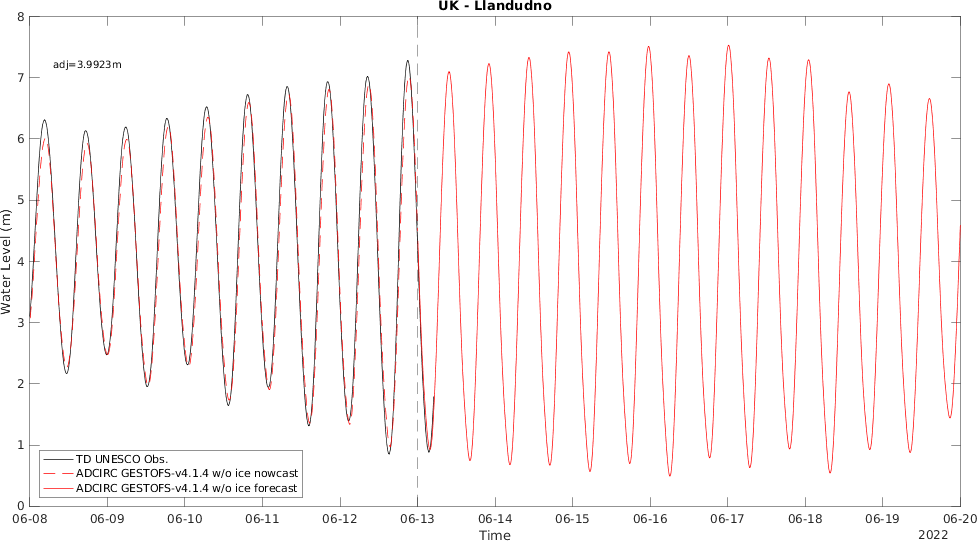 UK - Llandudno
8
7
6
5
4
3
2
1
0
adj=3.9923m
Water Level (m)
TD UNESCO Obs.
ADCIRC GESTOFS-v4.1.4 w/o ice nowcast
ADCIRC GESTOFS-v4.1.4 w/o ice forecast
06-08 06-09 06-10 06-11 06-12 06-13 06-14 06-15 06-16 06-17 06-18 06-19 06-20
Time
2022